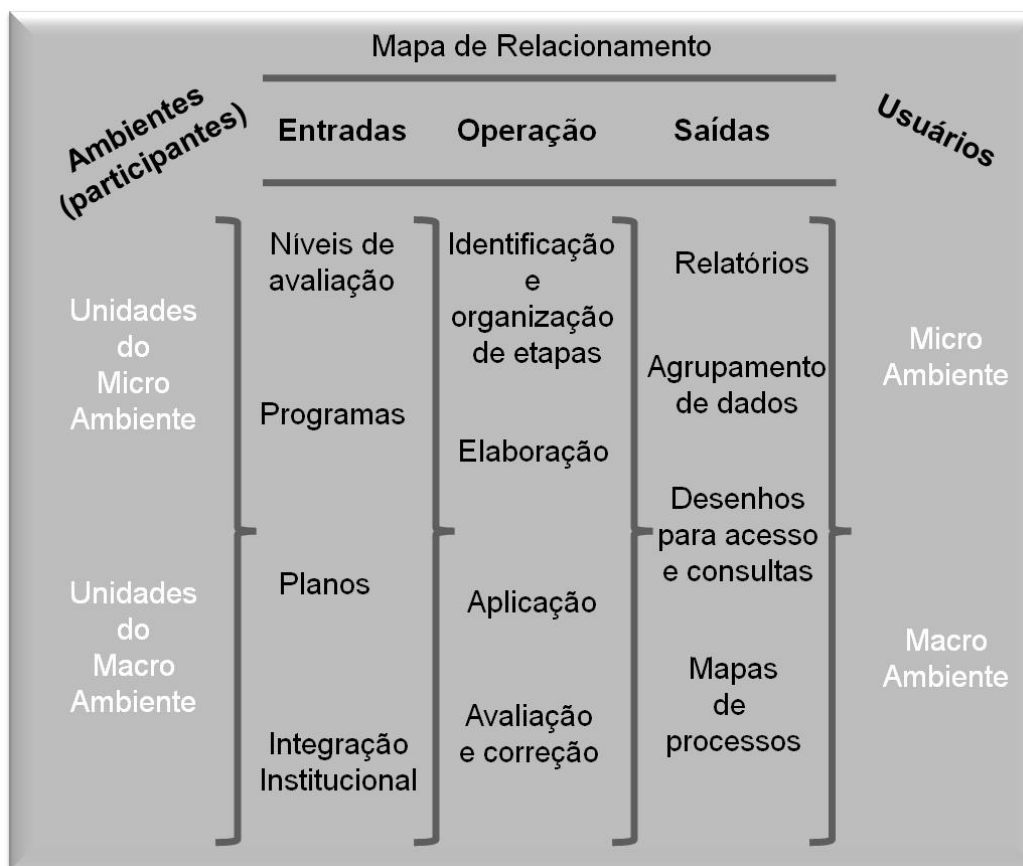 Mapa de Relacionamento
Ambientes
(participantes)
Entradas
Operação
Saídas
Usuários
Unidades
do
Micro
Ambiente
Unidades
do
Macro
Ambiente
Níveis de
avaliação
Programas
Planos
Integração
Institucional
Identificação
e
organização
de etapas
Elaboração
Aplicação
Avaliação
e correção
Relatórios
Agrupamento
de dados
Desenhos
para acesso
e consultas
Mapas
de
processos
Micro
Ambiente
Macro
Ambiente